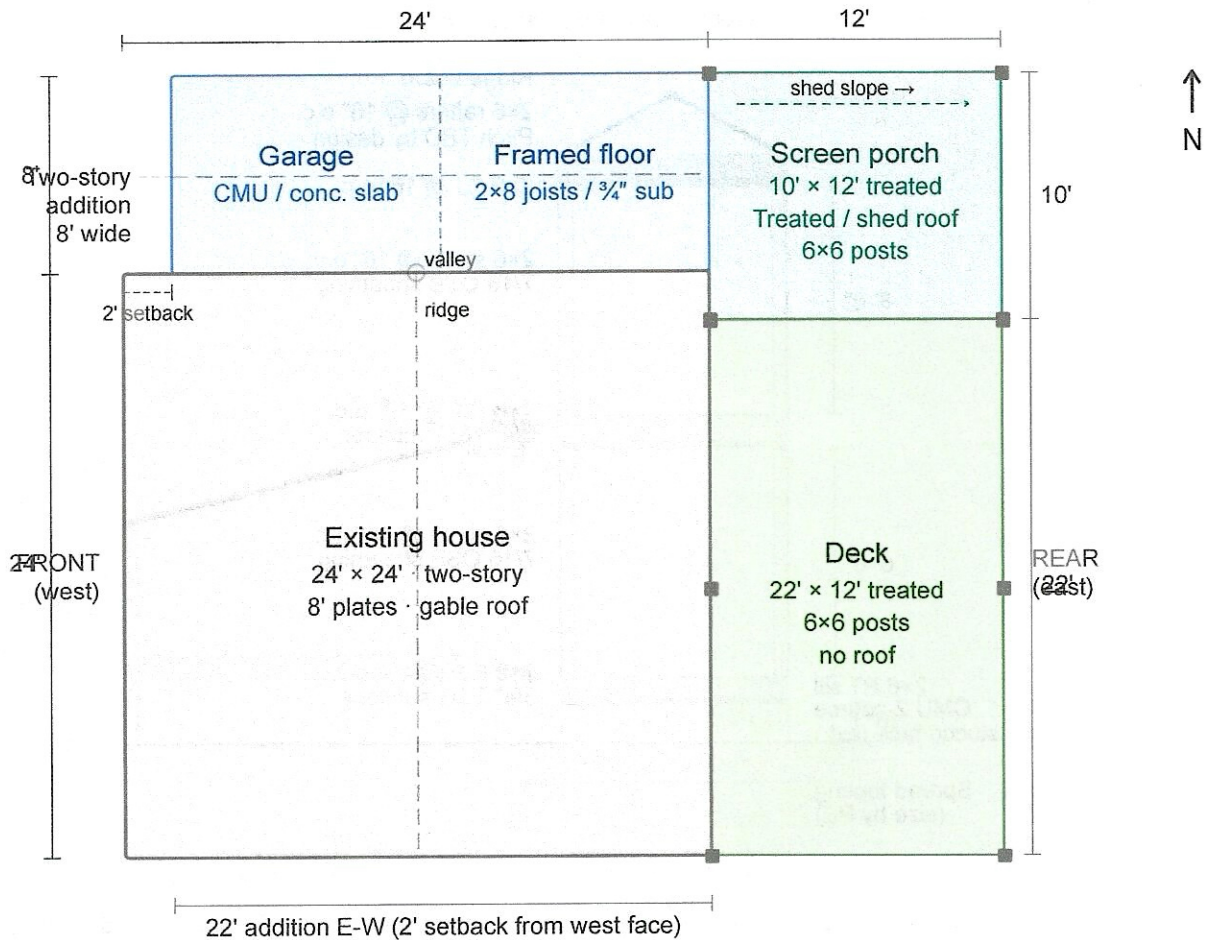 24'
12'
N
8'
Two-story
addition
8' wide
Garage
CMU / conc. slab
Framed floor
2×8 joists / ¾" sub
shed slope →
Screen porch
10' × 12' treated
Treated / shed roof
6×6 posts
10'
valley
ridge
2' setback
24'
FRONT
(west)
Existing house
24' × 24' · two-story
8' plates · gable roof
Deck
22' × 12' treated
6×6 posts
no roof
REAR
(east)
22'
22' addition E-W (2' setback from west face)